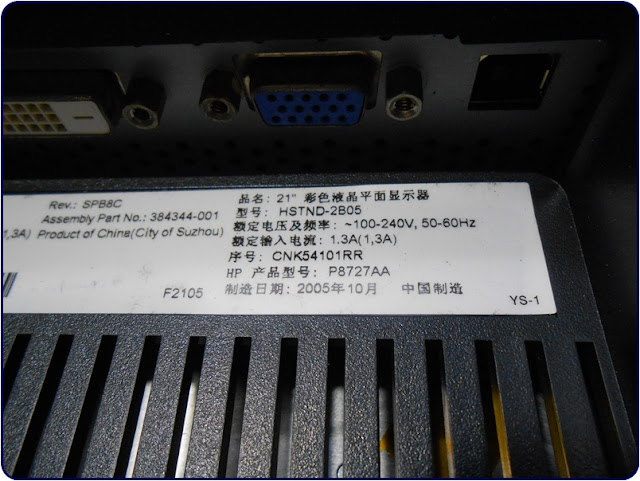 Rev.: SPB8C
Assembly Part No.: 384344-001
1,3A) Product of China(City of Suzhou)
F2105
品名: 21" 彩色液晶平面显示器
型号: HSTND-2B05
额定电压及频率: ~100-240V, 50-60Hz
额定输入电流: 1.3A(1,3A)
序号: CNK54101RR
HP 产品型号: P8727AA
制造日期: 2005年10月 中国制造
YS-1